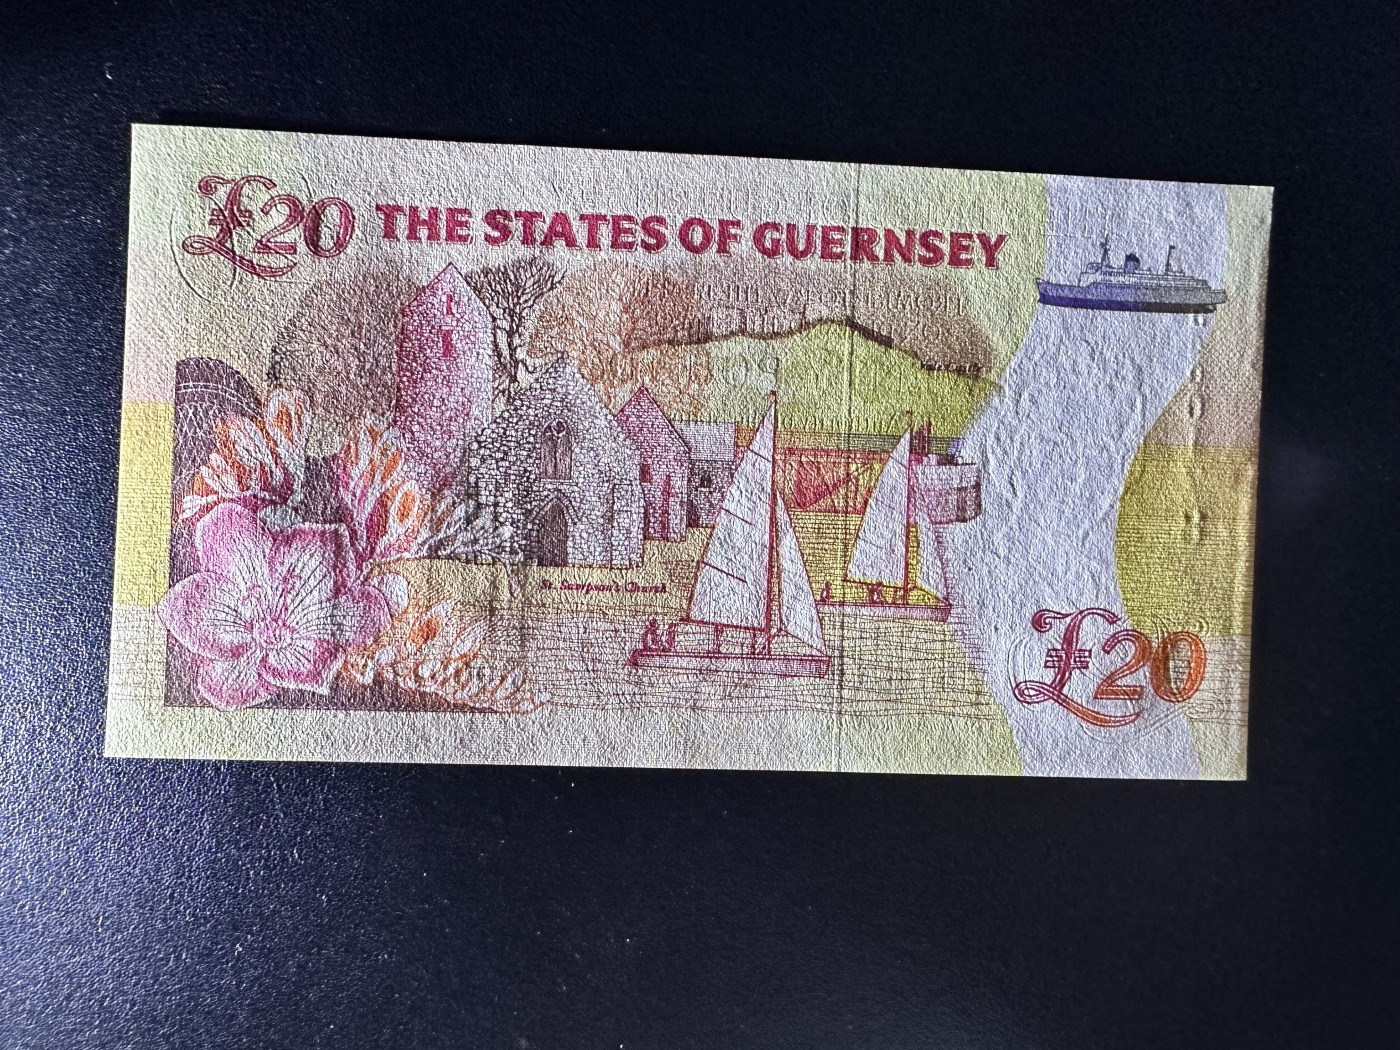 £20 THE STATES OF GUERNSEY
St. Sampson's Church
£20